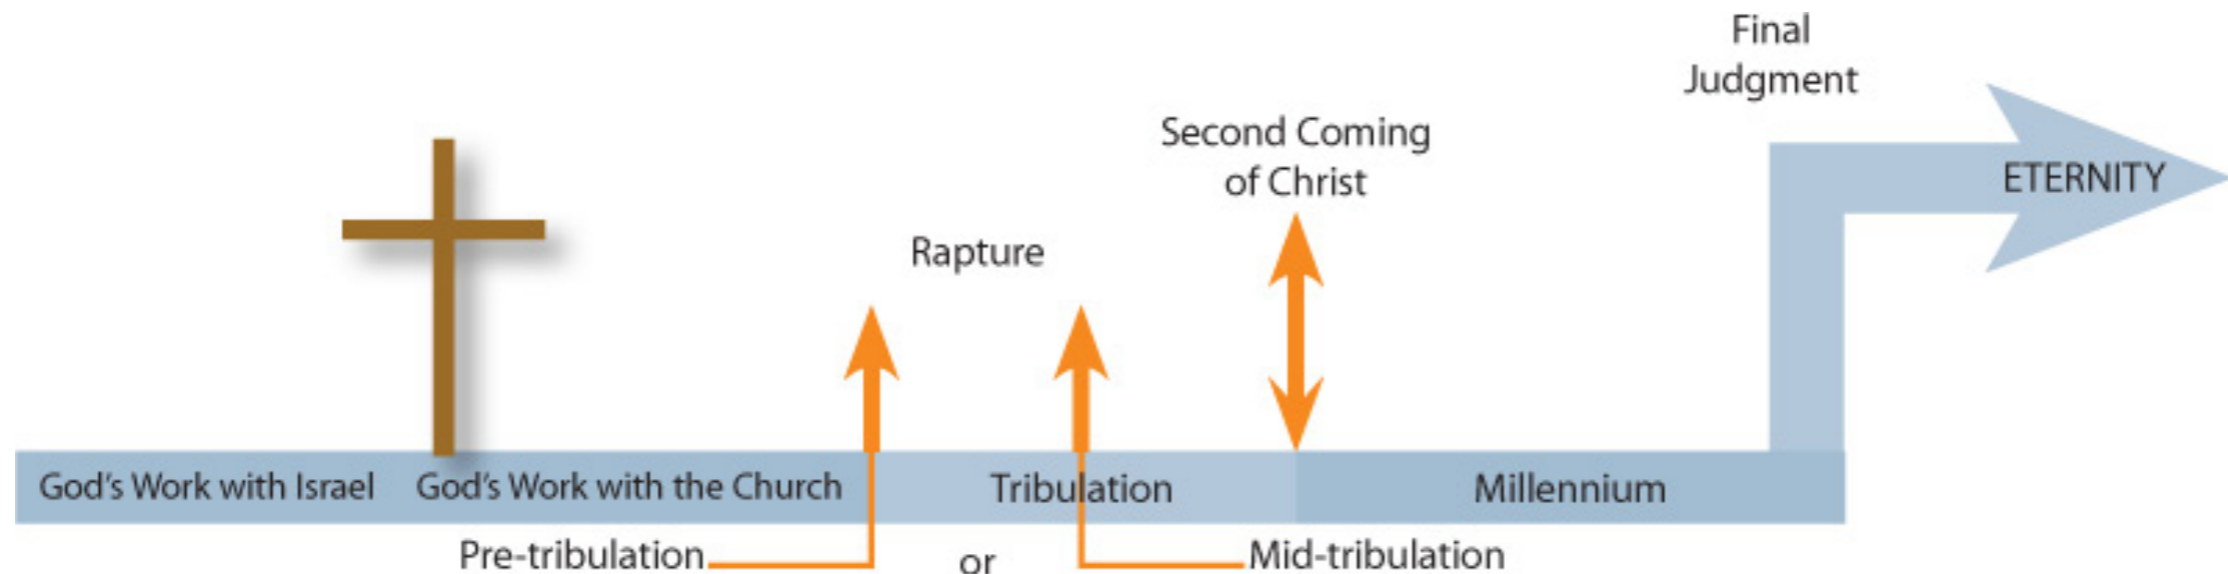 Final
Judgment
Second Coming
of Christ
ETERNITY
Rapture
God's Work with Israel
God's Work with the Church
Tribulation
Millennium
Pre-tribulation
or
Mid-tribulation